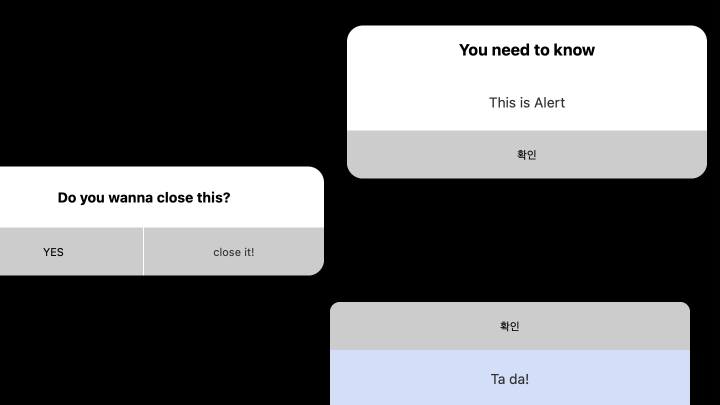 You need to know
This is Alert
확인
Do you wanna close this?
YES
close it!
확인
Ta da!